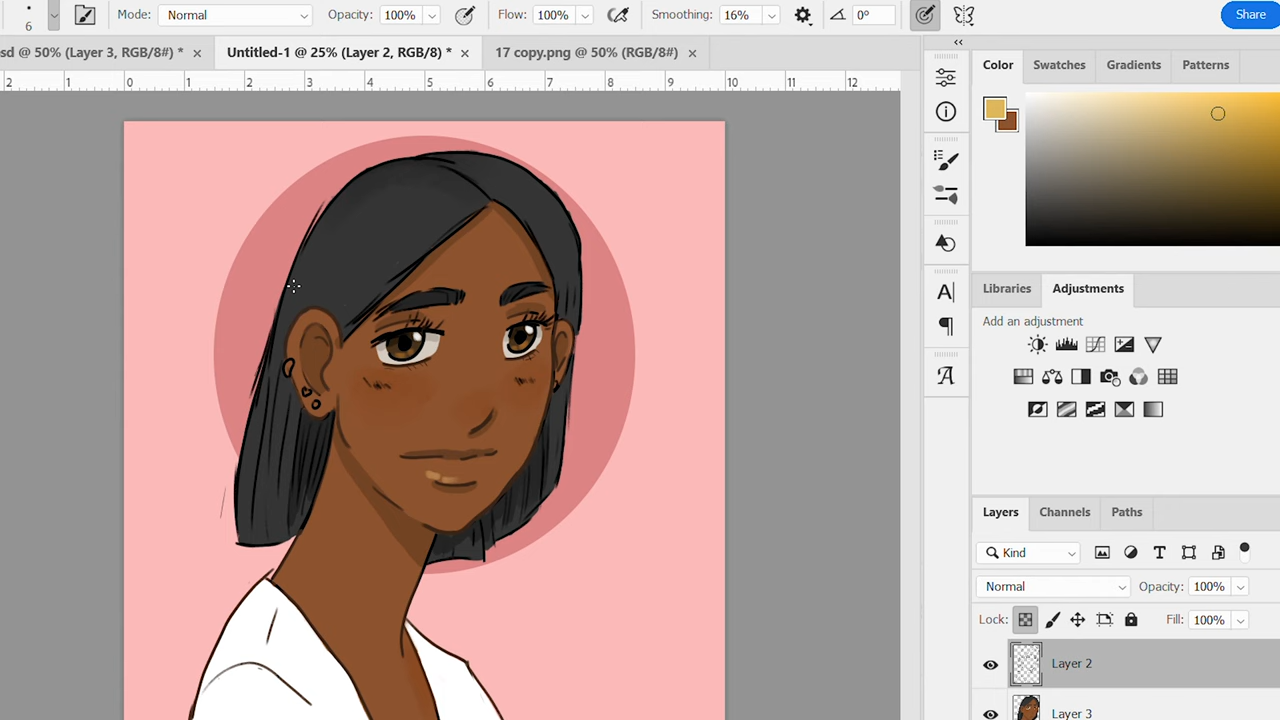 6 Mode: Normal Opacity: 100% Flow: 100% Smoothing: 16% 0° Share
sd @ 50% (Layer 3, RGB/8#) * × Untitled-1 @ 25% (Layer 2, RGB/8) * × 17 copy.png @ 50% (RGB/8#) ×
2 1 0 1 2 3 4 5 6 7 8 9 10 11 12
Color Swatches Gradients Patterns
Libraries Adjustments
Add an adjustment
Layers Channels Paths
Kind
Normal Opacity: 100%
Lock: Fill: 100%
Layer 2
Layer 3